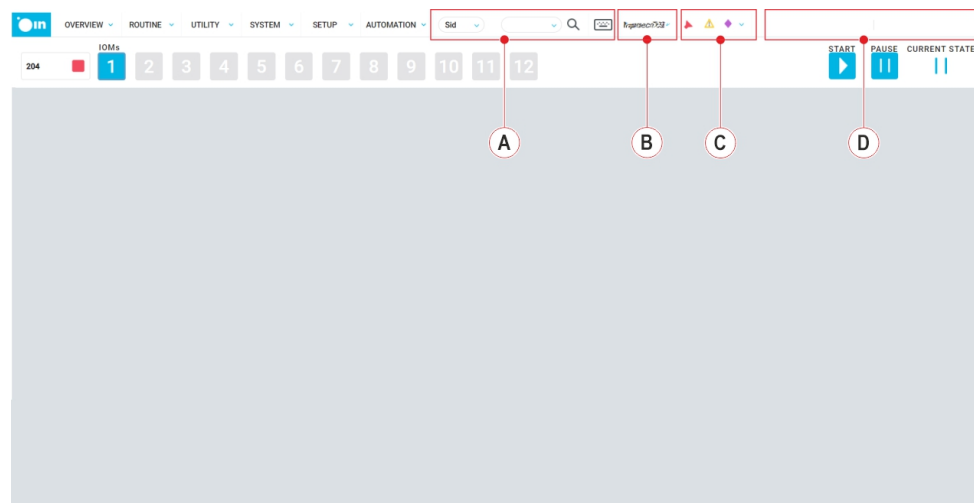 in
OVERVIEW ROUTINE UTILITY SYSTEM SETUP AUTOMATION Sid
IOMs
START PAUSE CURRENT STATE
204 1 2 3 4 5 6 7 8 9 10 11 12
A B C D